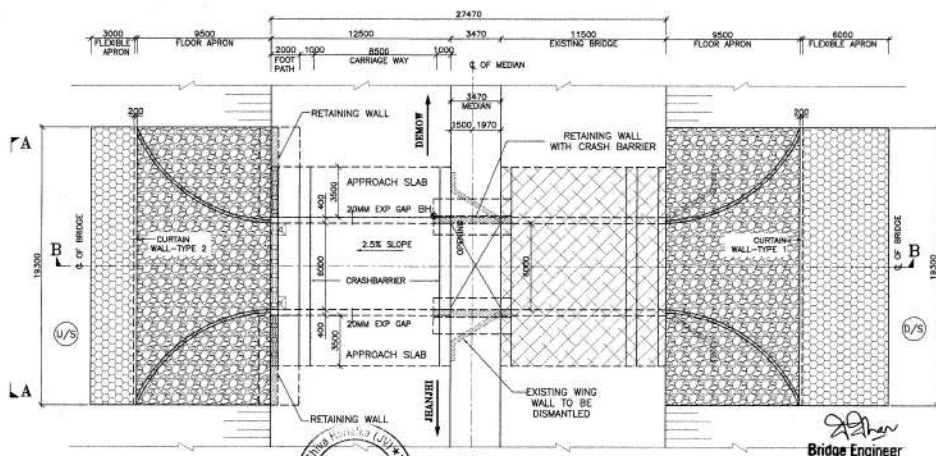 27470
3000 9500 12500 3470 11500 9500 6000
FLEXIBLE APRON
FLOOR APRON
EXISTING BRIDGE
FLOOR APRON
FLEXIBLE APRON
2000 1000 8500 1000
FOOT PATH
CARRIAGE WAY
℄ OF MEDIAN
3470
MEDIAN
1500 1970
200
200
RETAINING WALL
DEMOW
RETAINING WALL
WITH CRASH BARRIER
A
APPROACH SLAB
3500
400
20MM EXP GAP
OPENING
CURTAIN
WALL-TYPE 2
2.5% SLOPE
CURTAIN
WALL-TYPE 1
B
℄ OF BRIDGE
19300
6000
5000
℄ OF BRIDGE
B
19300
CRASHBARRIER
U/S
D/S
400
20MM EXP GAP
3500
APPROACH SLAB
A
RETAINING WALL
JHANJHI
EXISTING WING
WALL TO BE
DISMANTLED
Bridge Engineer